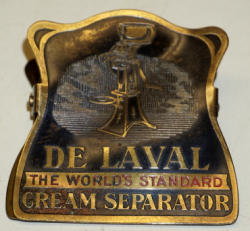 DE LAVAL
THE WORLD'S STANDARD
CREAM SEPARATOR